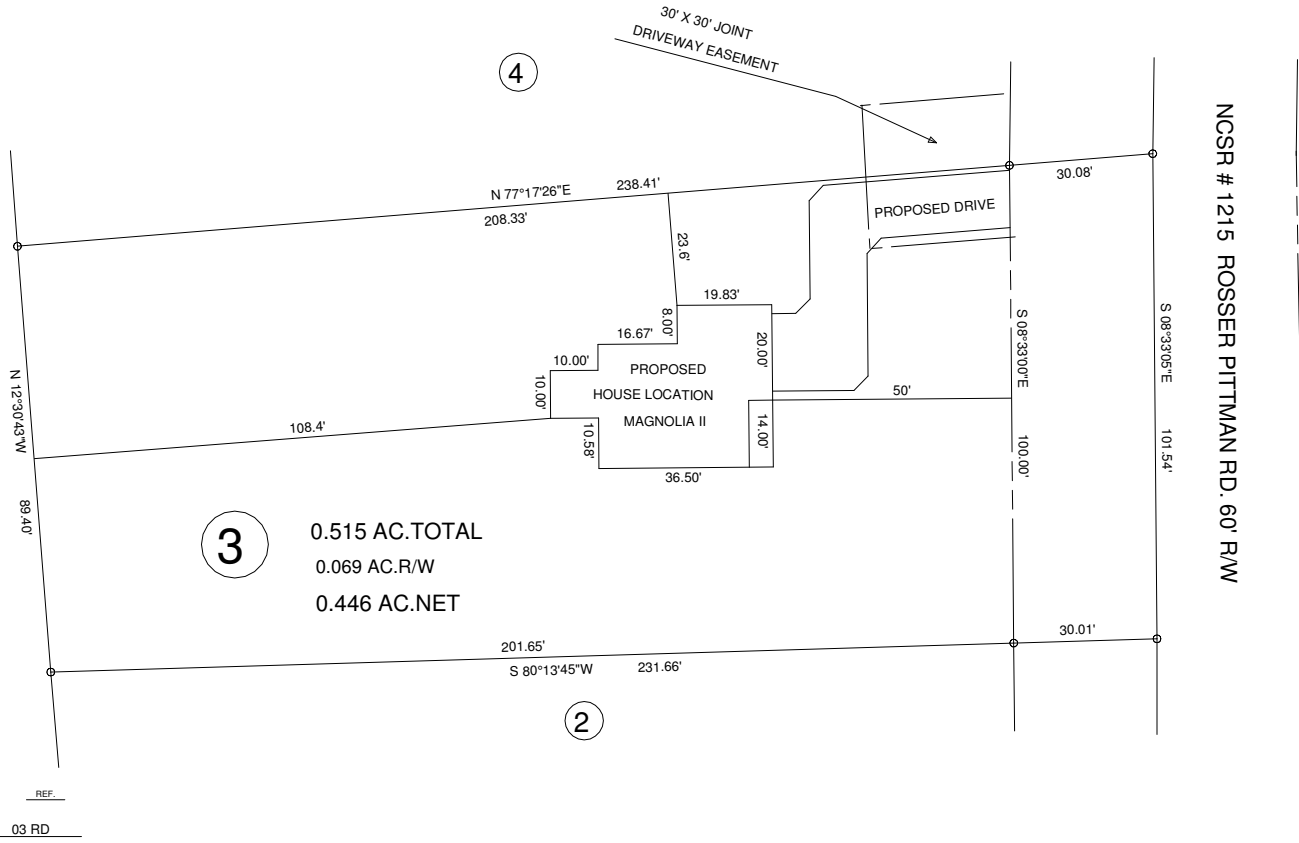 30' X 30' JOINT
DRIVEWAY EASEMENT
4
N 77°17'26"E 238.41'
208.33'
30.08'
PROPOSED DRIVE
23.6'
19.83'
8.00'
16.67'
10.00'
10.00'
20.00'
PROPOSED
HOUSE LOCATION
MAGNOLIA II
50'
14.00'
10.58'
36.50'
108.4'
N 12°30'43"W
89.40'
S 08°33'00"E
100.00'
S 08°33'05"E
101.54'
NCSR # 1215 ROSSER PITTMAN RD. 60' R/W
3
0.515 AC.TOTAL
0.069 AC.R/W
0.446 AC.NET
201.65'
S 80°13'45"W 231.66'
30.01'
2
REF.
03 RD